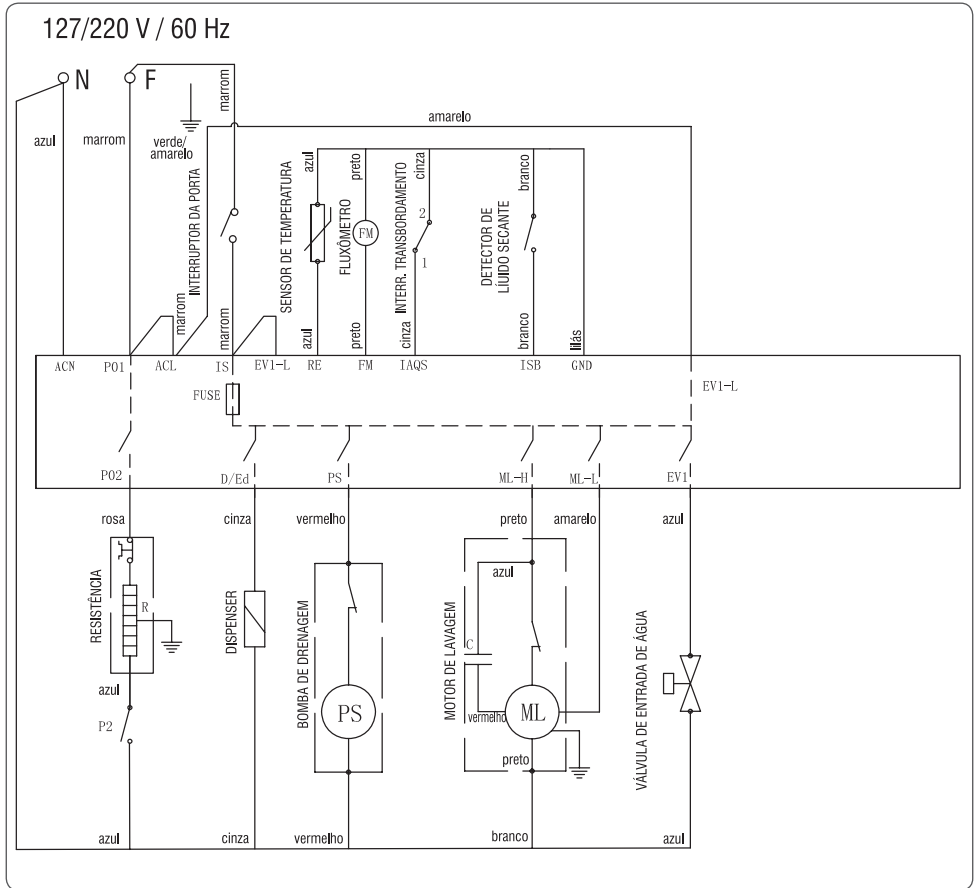 127/220 V / 60 Hz
N
F
azul
marrom
verde/
amarelo
marrom
amarelo
INTERRUPTOR DA PORTA
marrom
marrom
SENSOR DE TEMPERATURA
azul
azul
FLUXÔMETRO
preto
FM
preto
INTERR. TRANSBORDAMENTO
cinza
2
1
cinza
DETECTOR DE
LÍUIDO SECANTE
branco
branco
lilás
ACN
PO1
ACL
IS
EV1-L
RE
FM
IAQS
ISB
GND
FUSE
EV1-L
PO2
D/Ed
PS
ML-H
ML-L
EV1
rosa
cinza
vermelho
preto
amarelo
azul
RESISTÊNCIA
R
azul
P2
DISPENSER
BOMBA DE DRENAGEM
PS
MOTOR DE LAVAGEM
azul
C
vermelho
ML
preto
VÁLVULA DE ENTRADA DE ÁGUA
azul
cinza
vermelho
branco
azul